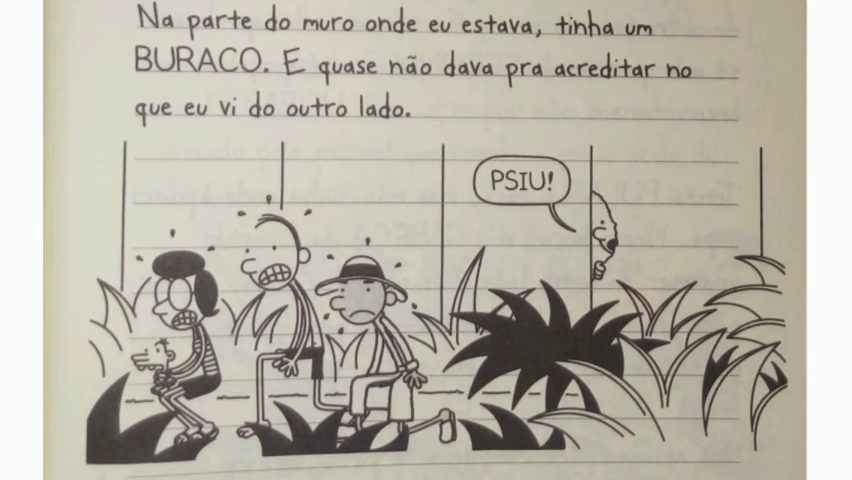 Na parte do muro onde eu estava, tinha um
BURACO. E quase não dava pra acreditar no
que eu vi do outro lado.
PSIU!